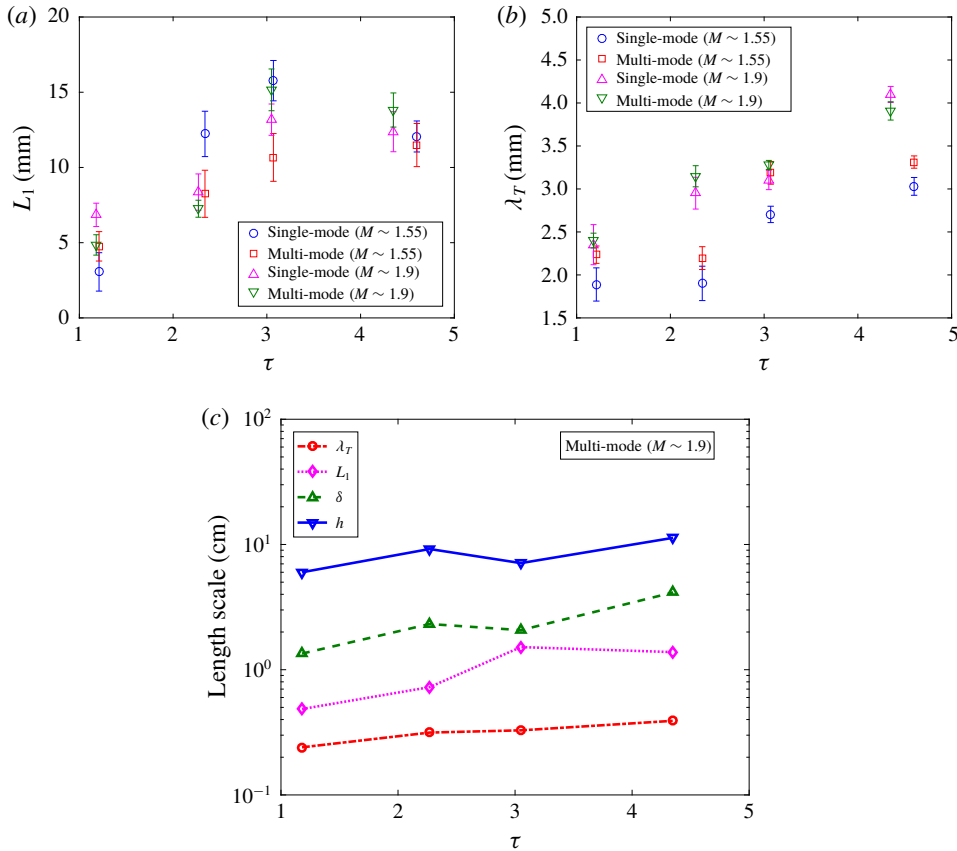 (a)
20
15
10
5
0
L1 (mm)
Single-mode (M ∼ 1.55)
Multi-mode (M ∼ 1.55)
Single-mode (M ∼ 1.9)
Multi-mode (M ∼ 1.9)
1 2 3 4 5
τ
(b)
5.0
4.5
4.0
3.5
3.0
2.5
2.0
1.5
λT (mm)
Single-mode (M ∼ 1.55)
Multi-mode (M ∼ 1.55)
Single-mode (M ∼ 1.9)
Multi-mode (M ∼ 1.9)
1 2 3 4 5
τ
(c)
10²
10¹
10⁰
10⁻¹
Length scale (cm)
λT
L1
δ
h
Multi-mode (M ∼ 1.9)
1 2 3 4 5
τ